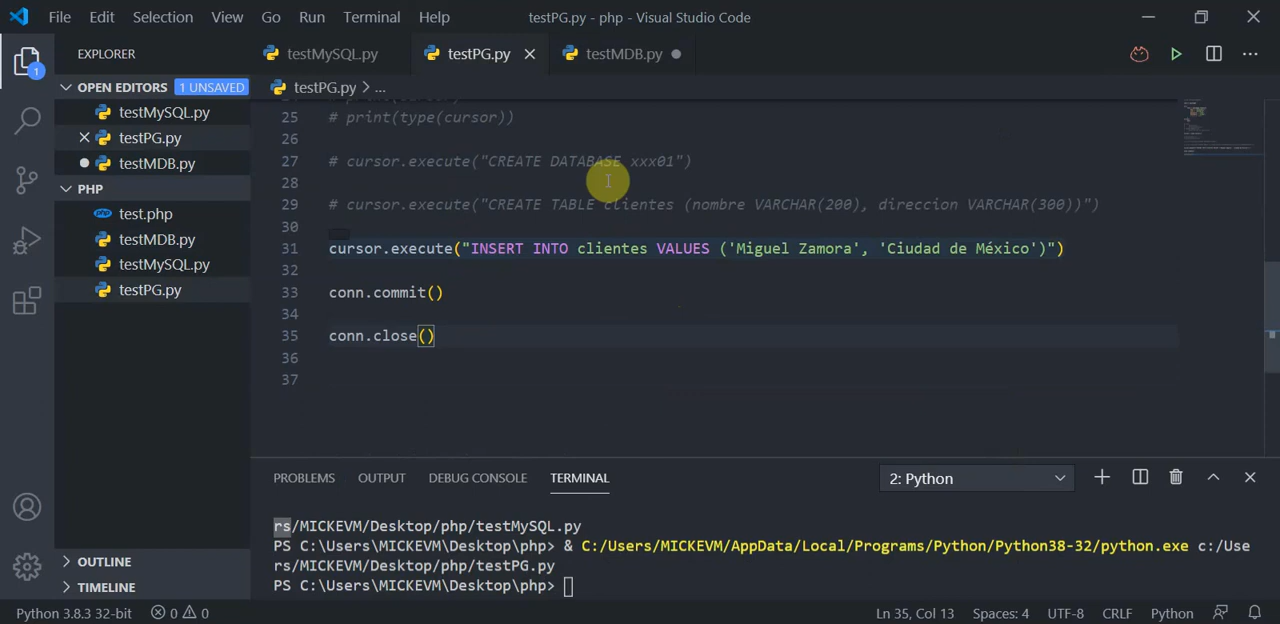 File Edit Selection View Go Run Terminal Help testPG.py - php - Visual Studio Code
EXPLORER
OPEN EDITORS 1 UNSAVED
testMySQL.py
testPG.py
testMDB.py
PHP
test.php
testMDB.py
testMySQL.py
testPG.py
OUTLINE
TIMELINE
1
testMySQL.py testPG.py testMDB.py
testPG.py > ...
25 # print(type(cursor))
26
27 # cursor.execute("CREATE DATABASE xxx01")
28
29 # cursor.execute("CREATE TABLE clientes (nombre VARCHAR(200), direccion VARCHAR(300))")
30
31 cursor.execute("INSERT INTO clientes VALUES ('Miguel Zamora', 'Ciudad de México')")
32
33 conn.commit()
34
35 conn.close()
36
37
PROBLEMS OUTPUT DEBUG CONSOLE TERMINAL 2: Python
rs/MICKEVM/Desktop/php/testMySQL.py
PS C:\Users\MICKEVM\Desktop\php> & C:/Users/MICKEVM/AppData/Local/Programs/Python/Python38-32/python.exe c:/Use
rs/MICKEVM/Desktop/php/testPG.py
PS C:\Users\MICKEVM\Desktop\php>
Python 3.8.3 32-bit 0 0 Ln 35, Col 13 Spaces: 4 UTF-8 CRLF Python